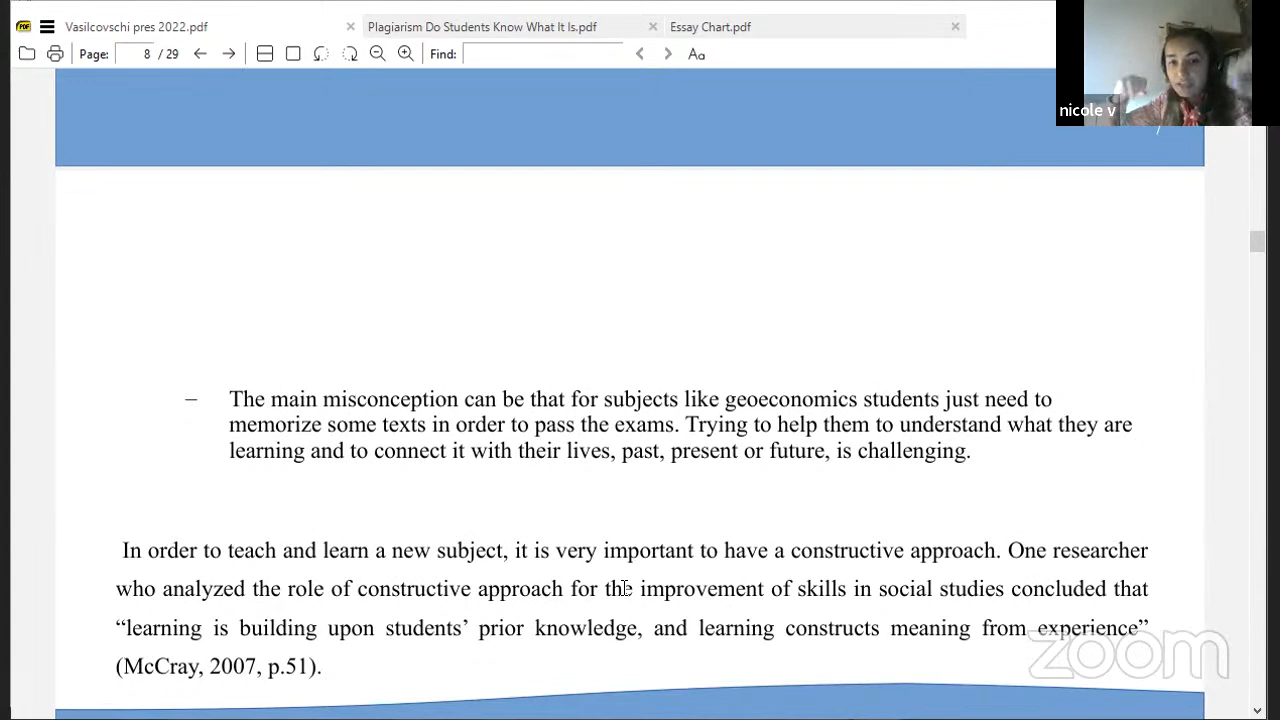 Vasilcovschi pres 2022.pdf
Plagiarism Do Students Know What It Is.pdf
Essay Chart.pdf
Page: 8 / 29
Find:
Aa
nicole v
– The main misconception can be that for subjects like geoeconomics students just need to
memorize some texts in order to pass the exams. Trying to help them to understand what they are
learning and to connect it with their lives, past, present or future, is challenging.
In order to teach and learn a new subject, it is very important to have a constructive approach. One researcher
who analyzed the role of constructive approach for the improvement of skills in social studies concluded that
“learning is building upon students’ prior knowledge, and learning constructs meaning from experience”
(McCray, 2007, p.51).
zoom